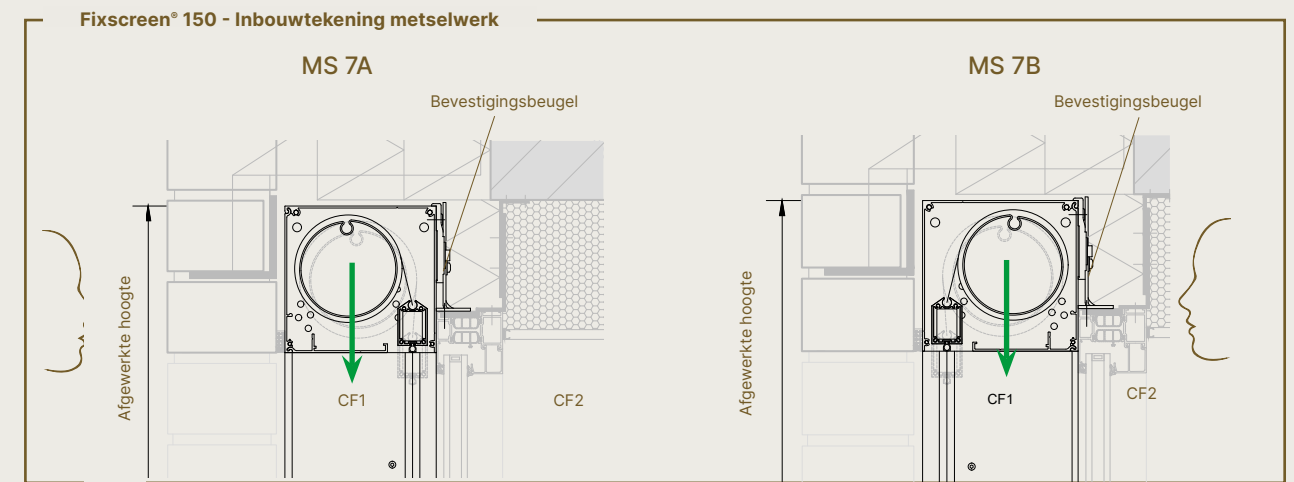 Fixscreen® 150 - Inbouwtekening metselwerk
MS 7A
Bevestigingsbeugel
Afgewerkte hoogte
CF1
CF2
MS 7B
Bevestigingsbeugel
Afgewerkte hoogte
CF1
CF2